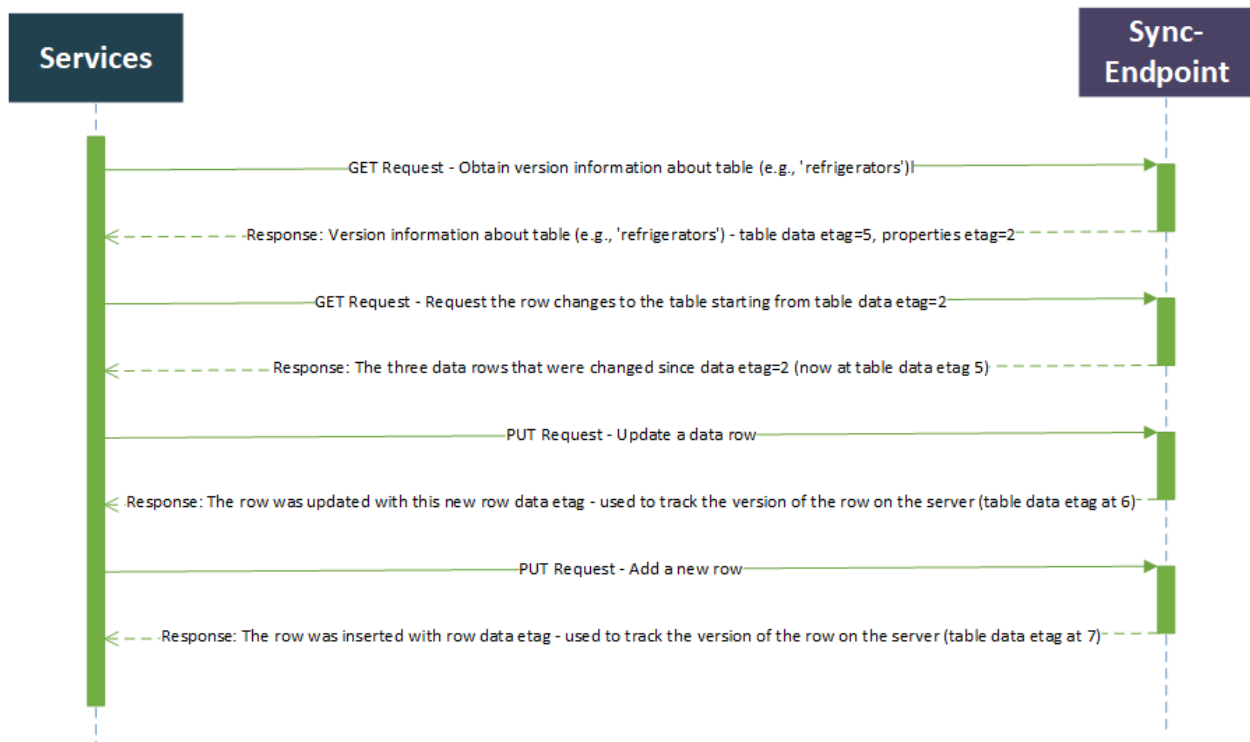 Services
Sync-
Endpoint
GET Request - Obtain version information about table (e.g., 'refrigerators')l
Response: Version information about table (e.g., 'refrigerators') - table data etag=5, properties etag=2
GET Request - Request the row changes to the table starting from table data etag=2
Response: The three data rows that were changed since data etag=2 (now at table data etag 5)
PUT Request - Update a data row
Response: The row was updated with this new row data etag - used to track the version of the row on the server (table data etag at 6)
PUT Request - Add a new row
Response: The row was inserted with row data etag - used to track the version of the row on the server (table data etag at 7)